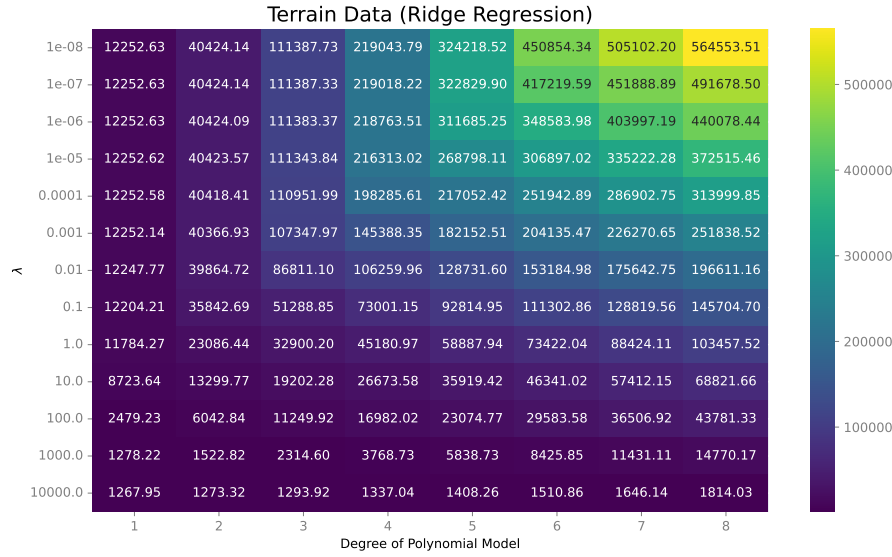 Terrain Data (Ridge Regression)
1e-08 12252.63 40424.14 111387.73 219043.79 324218.52 450854.34 505102.20 564553.51
1e-07 12252.63 40424.14 111387.33 219018.22 322829.90 417219.59 451888.89 491678.50
1e-06 12252.63 40424.09 111383.37 218763.51 311685.25 348583.98 403997.19 440078.44
1e-05 12252.62 40423.57 111343.84 216313.02 268798.11 306897.02 335222.28 372515.46
0.0001 12252.58 40418.41 110951.99 198285.61 217052.42 251942.89 286902.75 313999.85
0.001 12252.14 40366.93 107347.97 145388.35 182152.51 204135.47 226270.65 251838.52
0.01 12247.77 39864.72 86811.10 106259.96 128731.60 153184.98 175642.75 196611.16
0.1 12204.21 35842.69 51288.85 73001.15 92814.95 111302.86 128819.56 145704.70
1.0 11784.27 23086.44 32900.20 45180.97 58887.94 73422.04 88424.11 103457.52
10.0 8723.64 13299.77 19202.28 26673.58 35919.42 46341.02 57412.15 68821.66
100.0 2479.23 6042.84 11249.92 16982.02 23074.77 29583.58 36506.92 43781.33
1000.0 1278.22 1522.82 2314.60 3768.73 5838.73 8425.85 11431.11 14770.17
10000.0 1267.95 1273.32 1293.92 1337.04 1408.26 1510.86 1646.14 1814.03
1 2 3 4 5 6 7 8
Degree of Polynomial Model
λ
500000
400000
300000
200000
100000